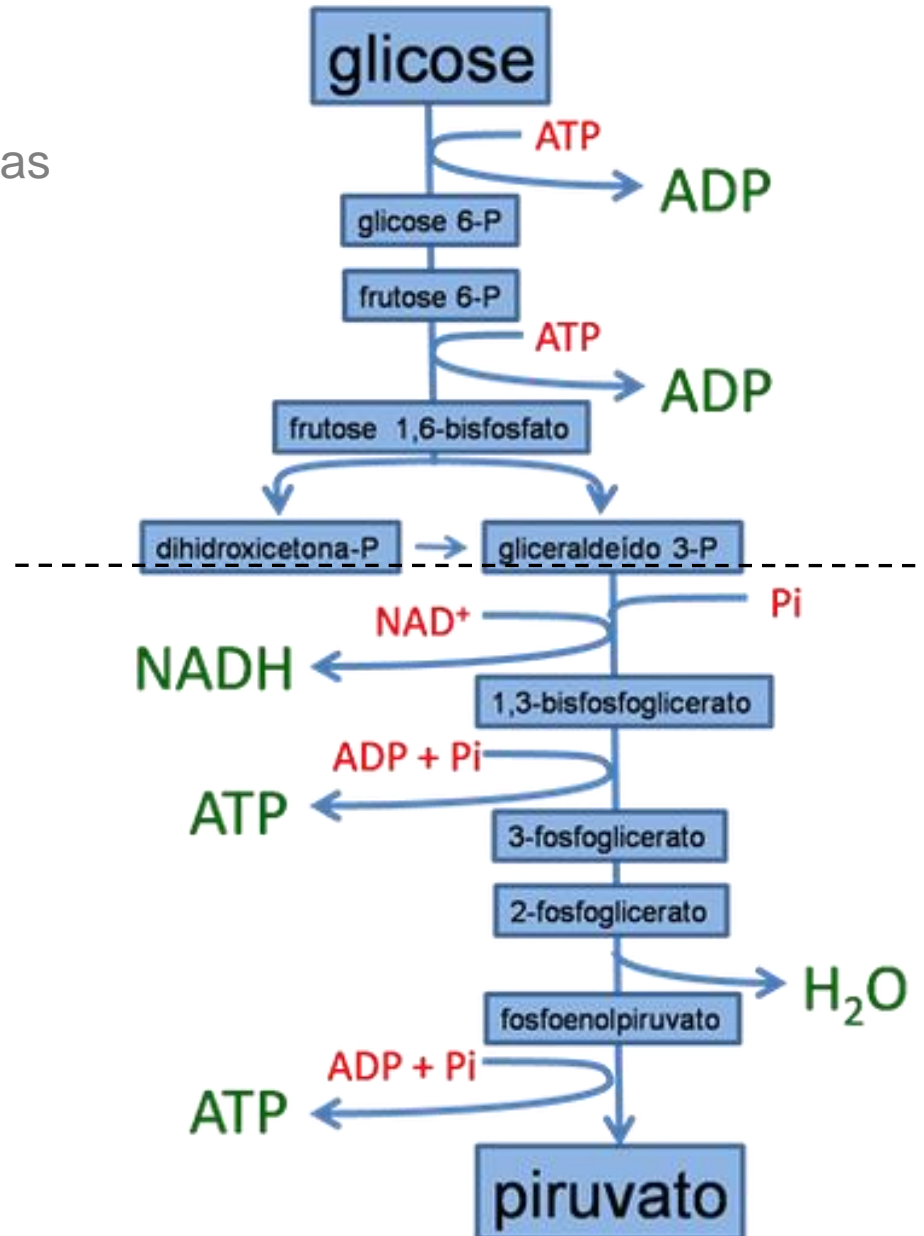 glicose
as
ATP
ADP
glicose 6-P
frutose 6-P
ATP
ADP
frutose 1,6-bisfosfato
dihidroxicetona-P
gliceraldeído 3-P
Pi
NAD⁺
NADH
1,3-bisfosfoglicerato
ADP + Pi
ATP
3-fosfoglicerato
2-fosfoglicerato
H₂O
fosfoenolpiruvato
ADP + Pi
ATP
piruvato